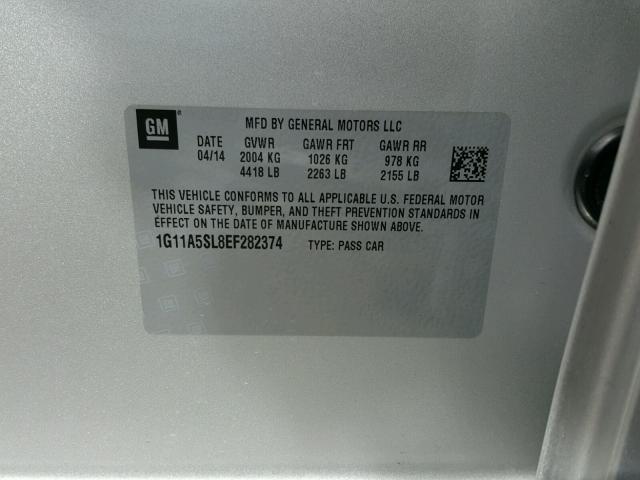 GM®
MFD BY GENERAL MOTORS LLC
DATE GVWR GAWR FRT GAWR RR
04/14 2004 KG 1026 KG 978 KG
4418 LB 2263 LB 2155 LB
THIS VEHICLE CONFORMS TO ALL APPLICABLE U.S. FEDERAL MOTOR
VEHICLE SAFETY, BUMPER, AND THEFT PREVENTION STANDARDS IN
EFFECT ON THE DATE OF MANUFACTURE SHOWN ABOVE.
1G11A5SL8EF282374 TYPE: PASS CAR